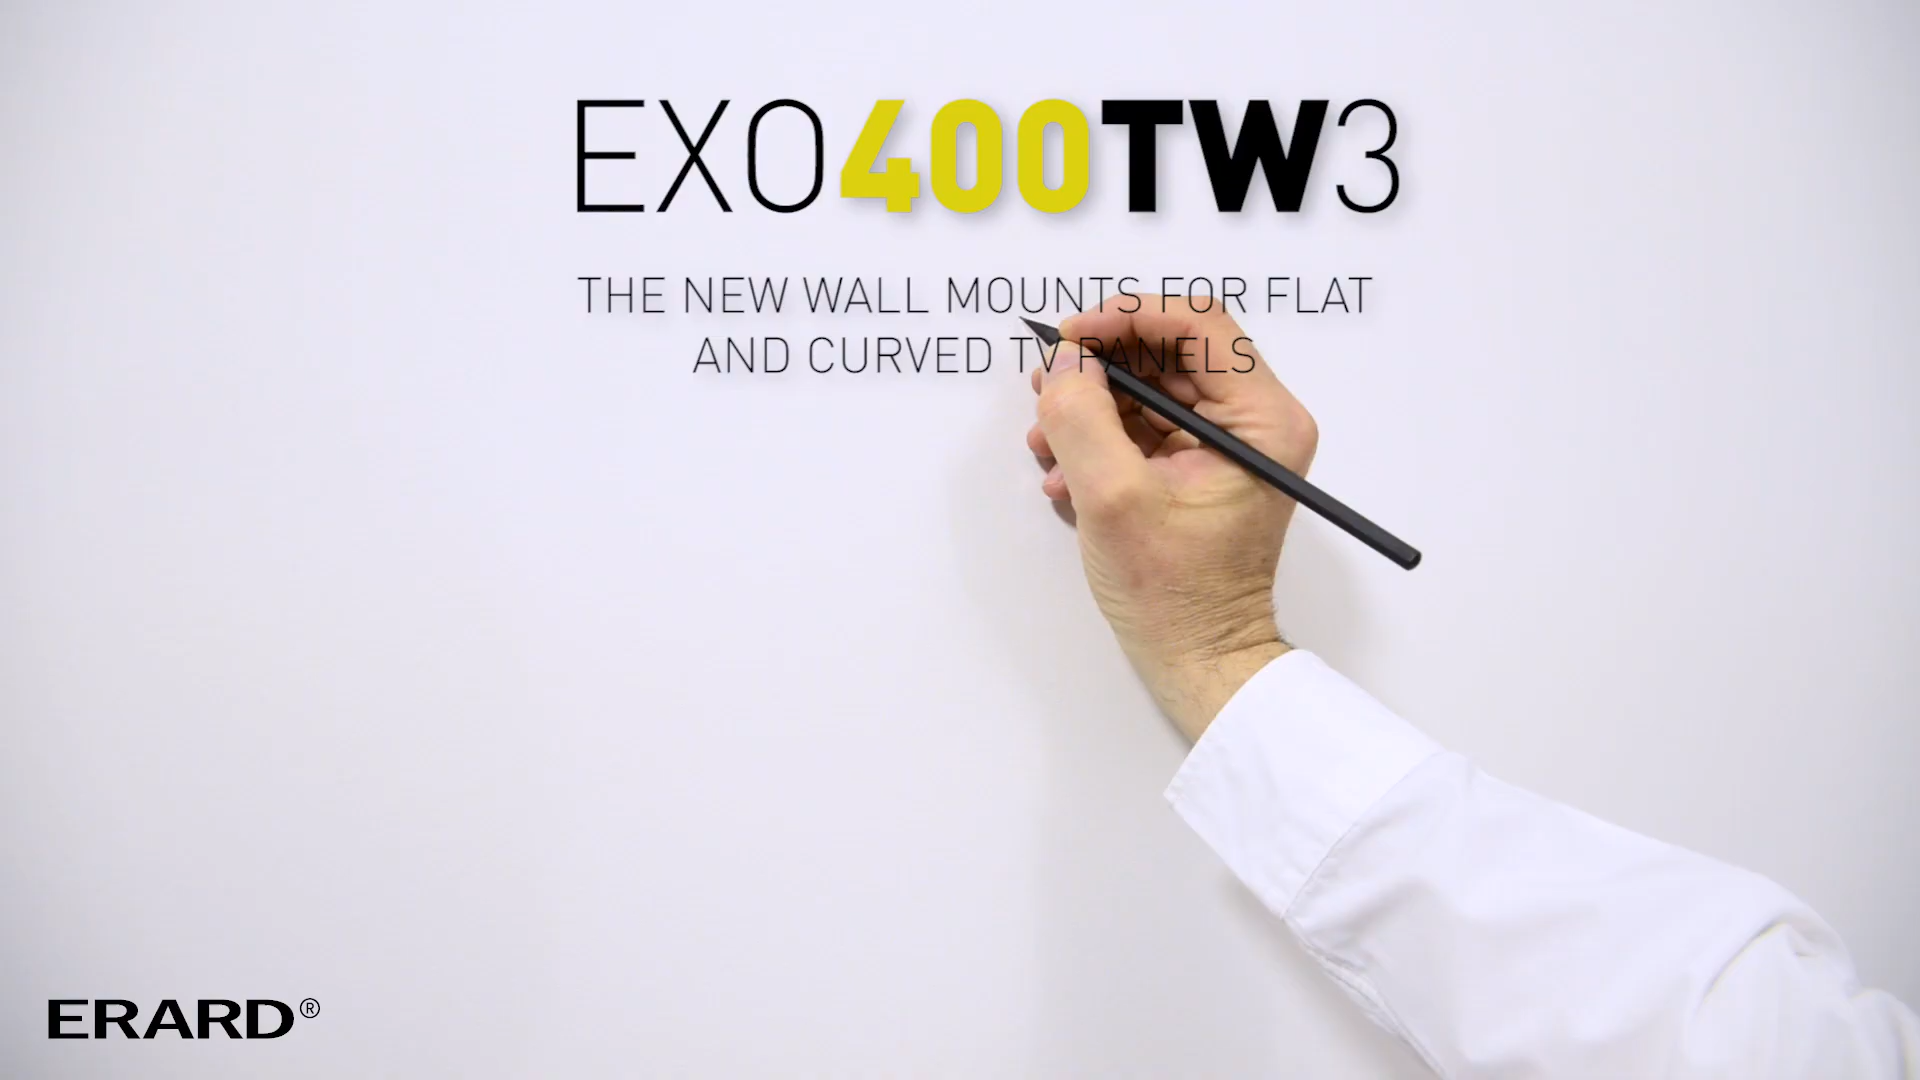 EXO400TW3
THE NEW WALL MOUNTS FOR FLAT
AND CURVED TV PANELS
ERARD®